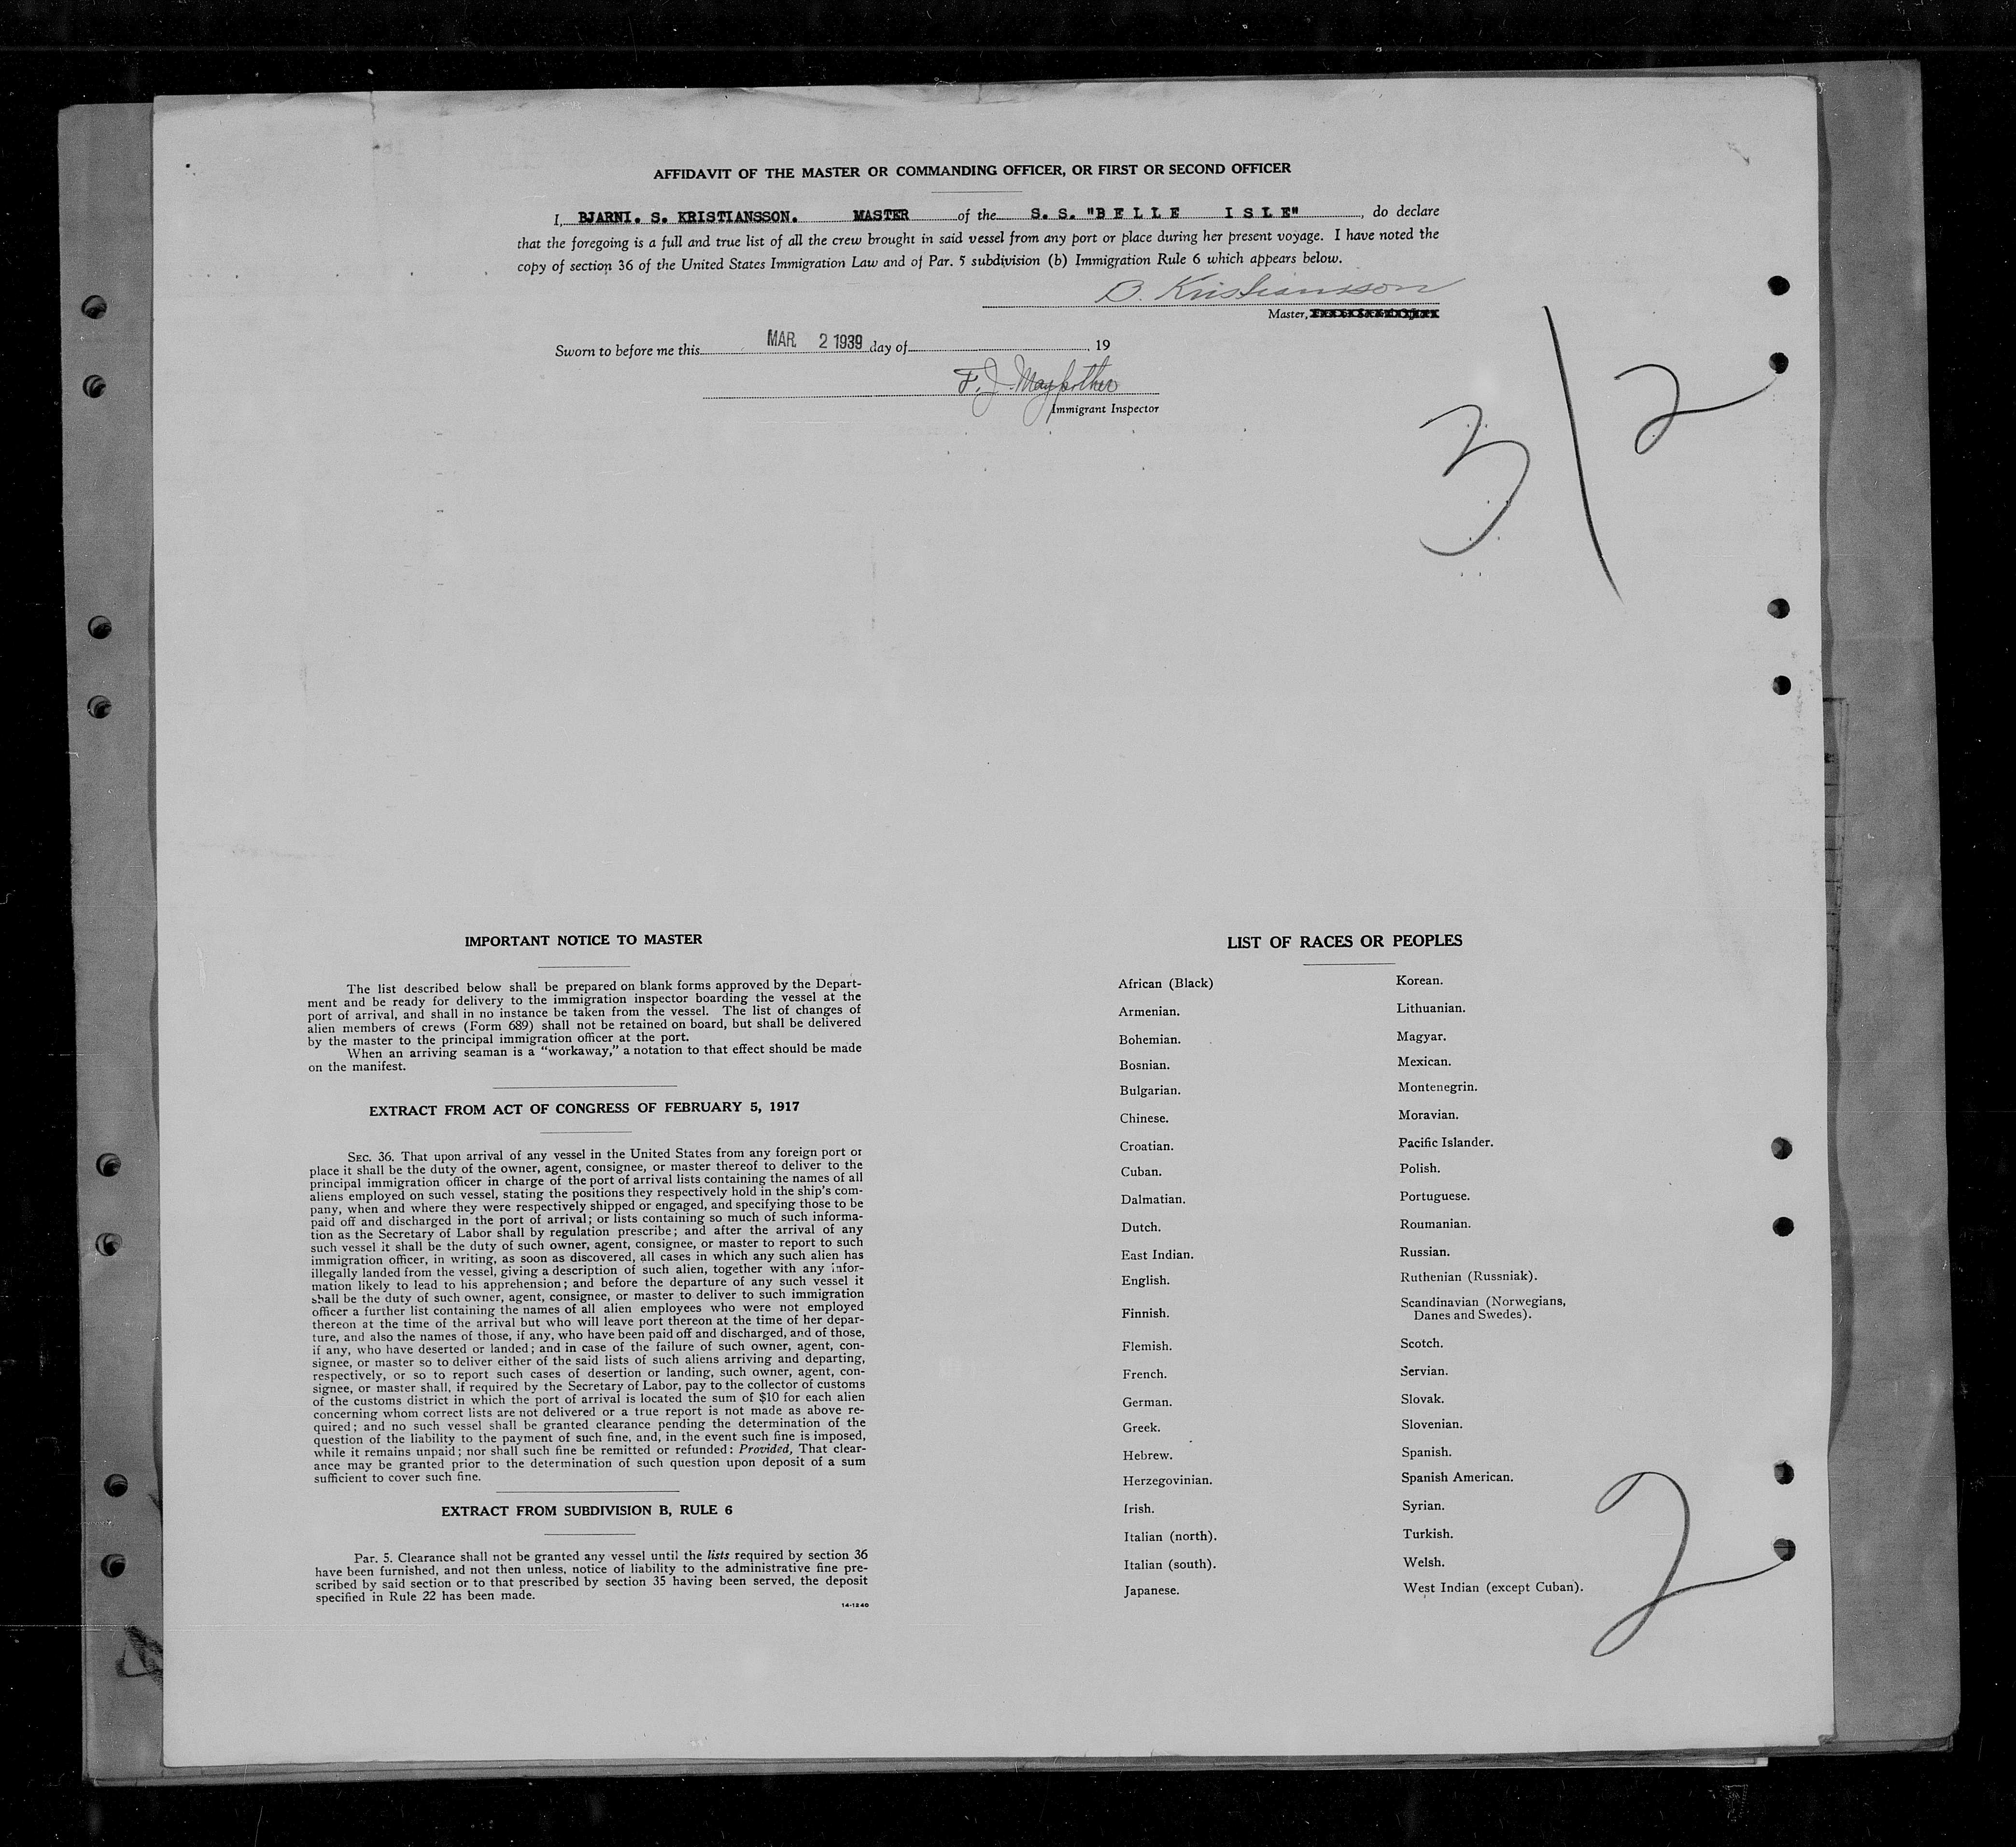 AFFIDAVIT OF THE MASTER OR COMMANDING OFFICER, OR FIRST OR SECOND OFFICER
I, BJARNI. S. KRISTIANSSON. MASTER of the S. S. "B E L L E I S L E", do declare
that the foregoing is a full and true list of all the crew brought in said vessel from any port or place during her present voyage. I have noted the
copy of section 36 of the United States Immigration Law and of Par. 5 subdivision (b) Immigration Rule 6 which appears below.
B. Kristiansson
Master,
Sworn to before me this MAR 2 1939 day of , 19
F. J.
Immigrant Inspector
3/2
IMPORTANT NOTICE TO MASTER
The list described below shall be prepared on blank forms approved by the Depart-
ment and be ready for delivery to the immigration inspector boarding the vessel at the
port of arrival, and shall in no instance be taken from the vessel. The list of changes of
alien members of crews (Form 689) shall not be retained on board, but shall be delivered
by the master to the principal immigration officer at the port.
When an arriving seaman is a "workaway," a notation to that effect should be made
on the manifest.
EXTRACT FROM ACT OF CONGRESS OF FEBRUARY 5, 1917
SEC. 36. That upon arrival of any vessel in the United States from any foreign port or
place it shall be the duty of the owner, agent, consignee, or master thereof to deliver to the
principal immigration officer in charge of the port of arrival lists containing the names of all
aliens employed on such vessel, stating the positions they respectively hold in the ship's com-
pany, when and where they were respectively shipped or engaged, and specifying those to be
paid off and discharged in the port of arrival; or lists containing so much of such informa-
tion as the Secretary of Labor shall by regulation prescribe; and after the arrival of any
such vessel it shall be the duty of such owner, agent, consignee, or master to report to such
immigration officer, in writing, as soon as discovered, all cases in which any such alien has
illegally landed from the vessel, giving a description of such alien, together with any infor-
mation likely to lead to his apprehension; and before the departure of any such vessel it
shall be the duty of such owner, agent, consignee, or master to deliver to such immigration
officer a further list containing the names of all alien employees who were not employed
thereon at the time of the arrival but who will leave port thereon at the time of her depar-
ture, and also the names of those, if any, who have been paid off and discharged, and of those,
if any, who have deserted or landed; and in case of the failure of such owner, agent, con-
signee, or master so to deliver either of the said lists of such aliens arriving and departing,
respectively, or so to report such cases of desertion or landing, such owner, agent, con-
signee, or master shall, if required by the Secretary of Labor, pay to the collector of customs
of the customs district in which the port of arrival is located the sum of $10 for each alien
concerning whom correct lists are not delivered or a true report is not made as above re-
quired; and no such vessel shall be granted clearance pending the determination of the
question of the liability to the payment of such fine, and, in the event such fine is imposed,
while it remains unpaid; nor shall such fine be remitted or refunded: Provided, That clear-
ance may be granted prior to the determination of such question upon deposit of a sum
sufficient to cover such fine.
EXTRACT FROM SUBDIVISION B, RULE 6
Par. 5. Clearance shall not be granted any vessel until the lists required by section 36
have been furnished, and not then unless, notice of liability to the administrative fine pre-
scribed by said section or to that prescribed by section 35 having been served, the deposit
specified in Rule 22 has been made.
14-1240
LIST OF RACES OR PEOPLES
African (Black)
Armenian.
Bohemian.
Bosnian.
Bulgarian.
Chinese.
Croatian.
Cuban.
Dalmatian.
Dutch.
East Indian.
English.
Finnish.
Flemish.
French.
German.
Greek.
Hebrew.
Herzegovinian.
Irish.
Italian (north).
Italian (south).
Japanese.
Korean.
Lithuanian.
Magyar.
Mexican.
Montenegrin.
Moravian.
Pacific Islander.
Polish.
Portuguese.
Roumanian.
Russian.
Ruthenian (Russniak).
Scandinavian (Norwegians,
Danes and Swedes).
Scotch.
Servian.
Slovak.
Slovenian.
Spanish.
Spanish American.
Syrian.
Turkish.
Welsh.
West Indian (except Cuban).
2